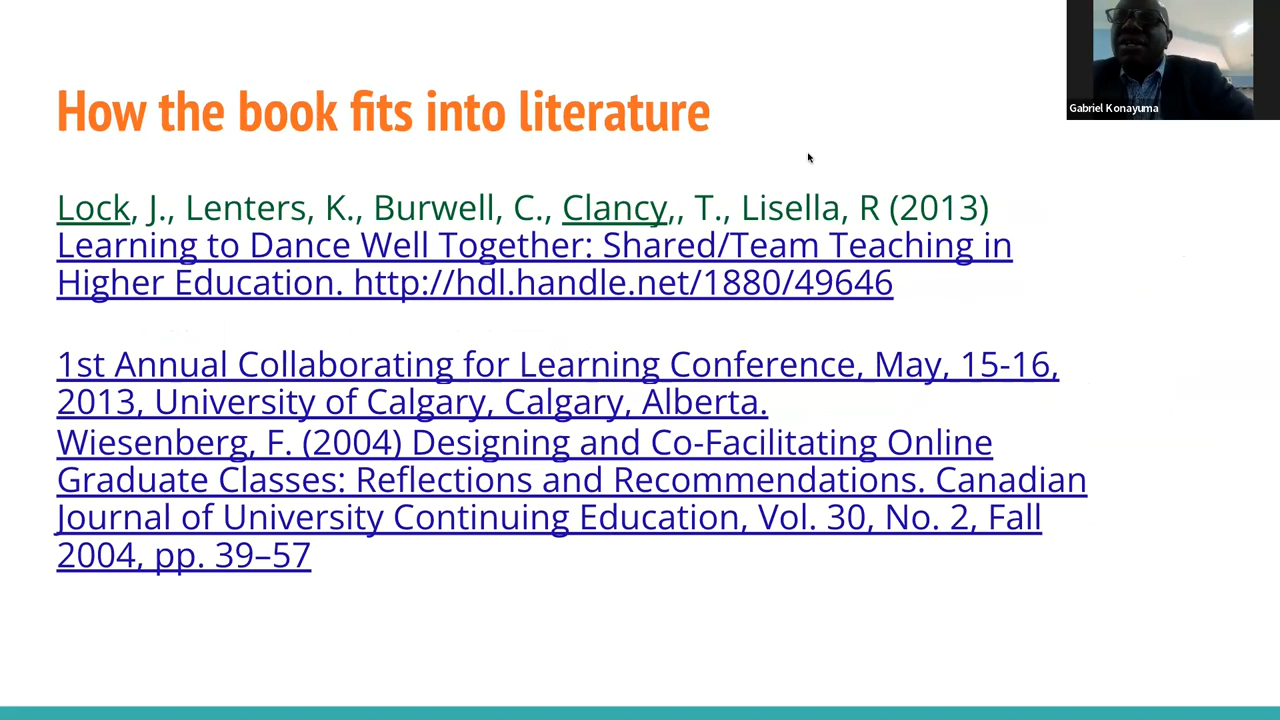 Gabriel Konayuma
How the book fits into literature
Lock, J., Lenters, K., Burwell, C., Clancy,, T., Lisella, R (2013)
Learning to Dance Well Together: Shared/Team Teaching in
Higher Education. http://hdl.handle.net/1880/49646
1st Annual Collaborating for Learning Conference, May, 15-16,
2013, University of Calgary, Calgary, Alberta.
Wiesenberg, F. (2004) Designing and Co-Facilitating Online
Graduate Classes: Reflections and Recommendations. Canadian
Journal of University Continuing Education, Vol. 30, No. 2, Fall
2004, pp. 39–57